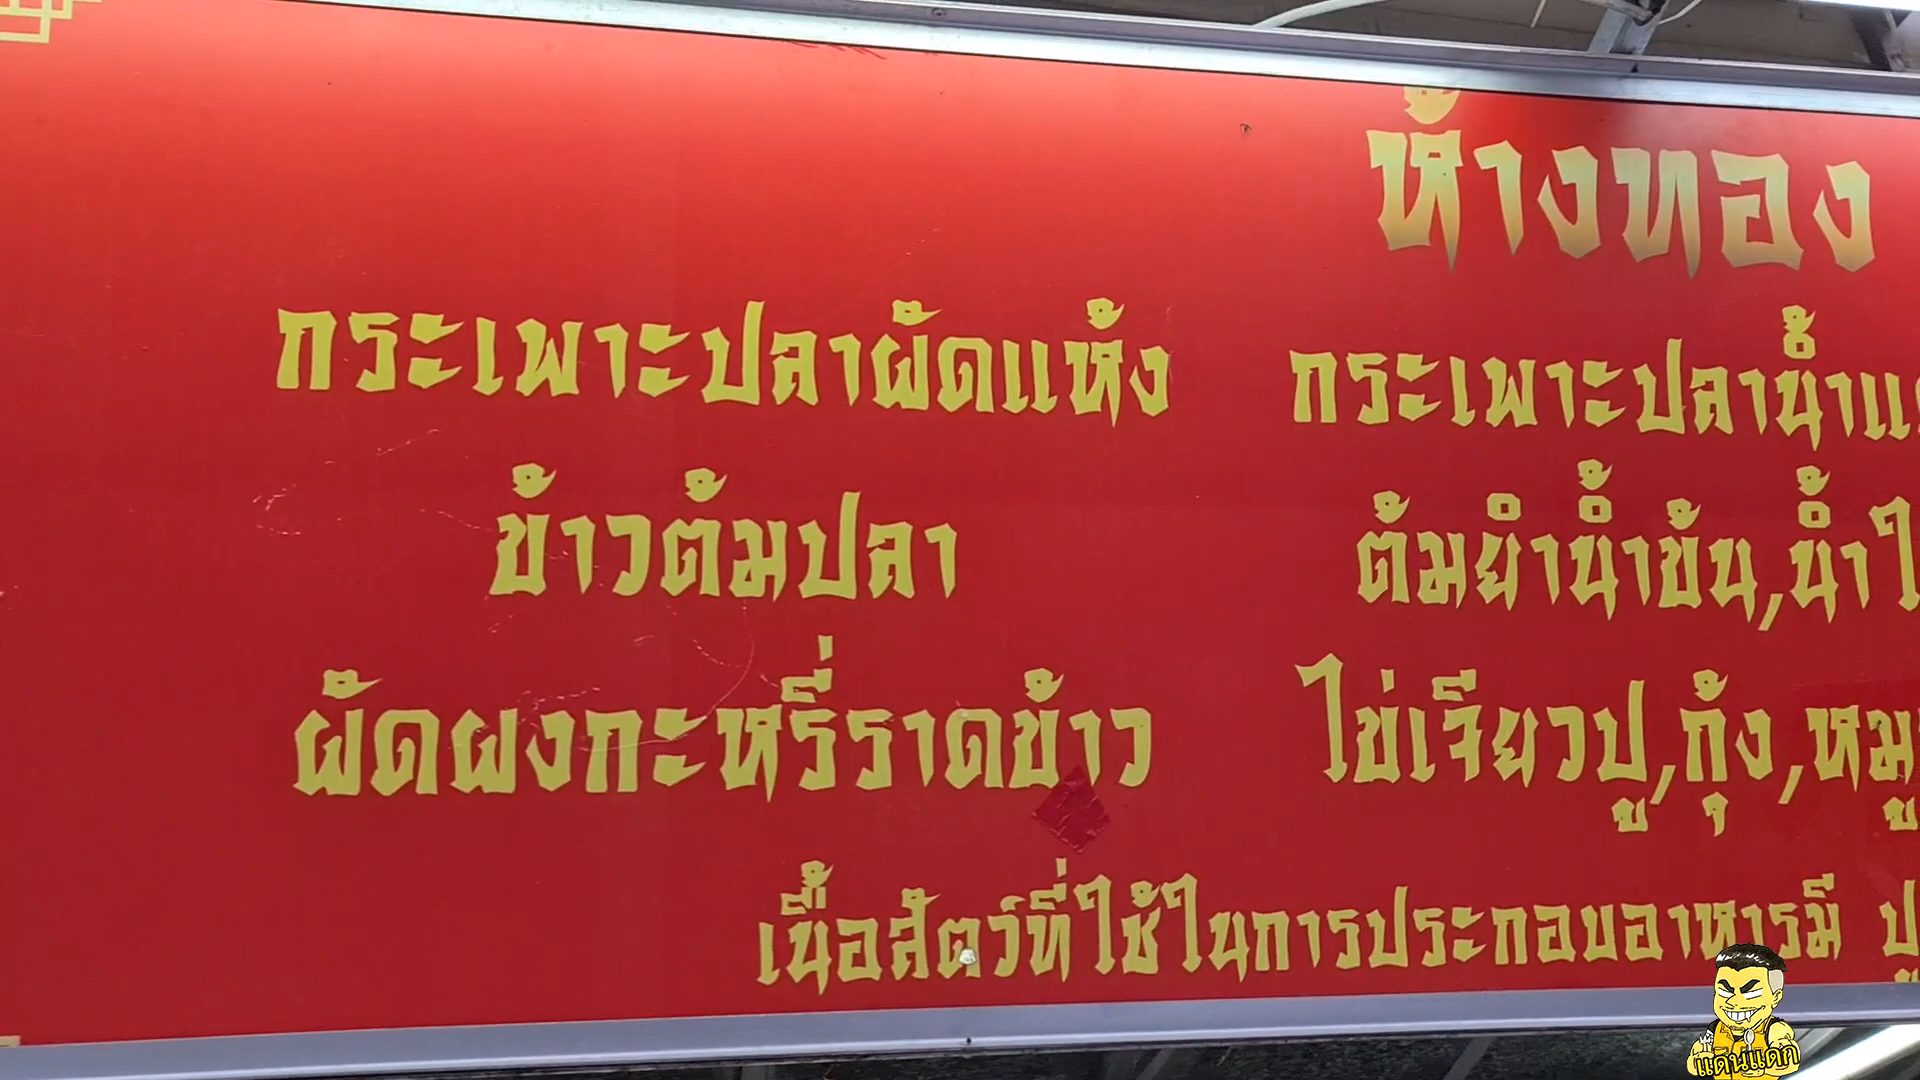 ห้างทอง
กระเพาะปลาผัดแห้ง กระเพาะปลาน้ำแ
ข้าวต้มปลา ต้มยำน้ำข้น,น้ำใ
ผัดผงกะหรี่ราดข้าว ไข่เจียวปู,กุ้ง,หมู
เนื้อสัตว์ที่ใช้ในการประกอบอาหารมี ปู
แดนแดก